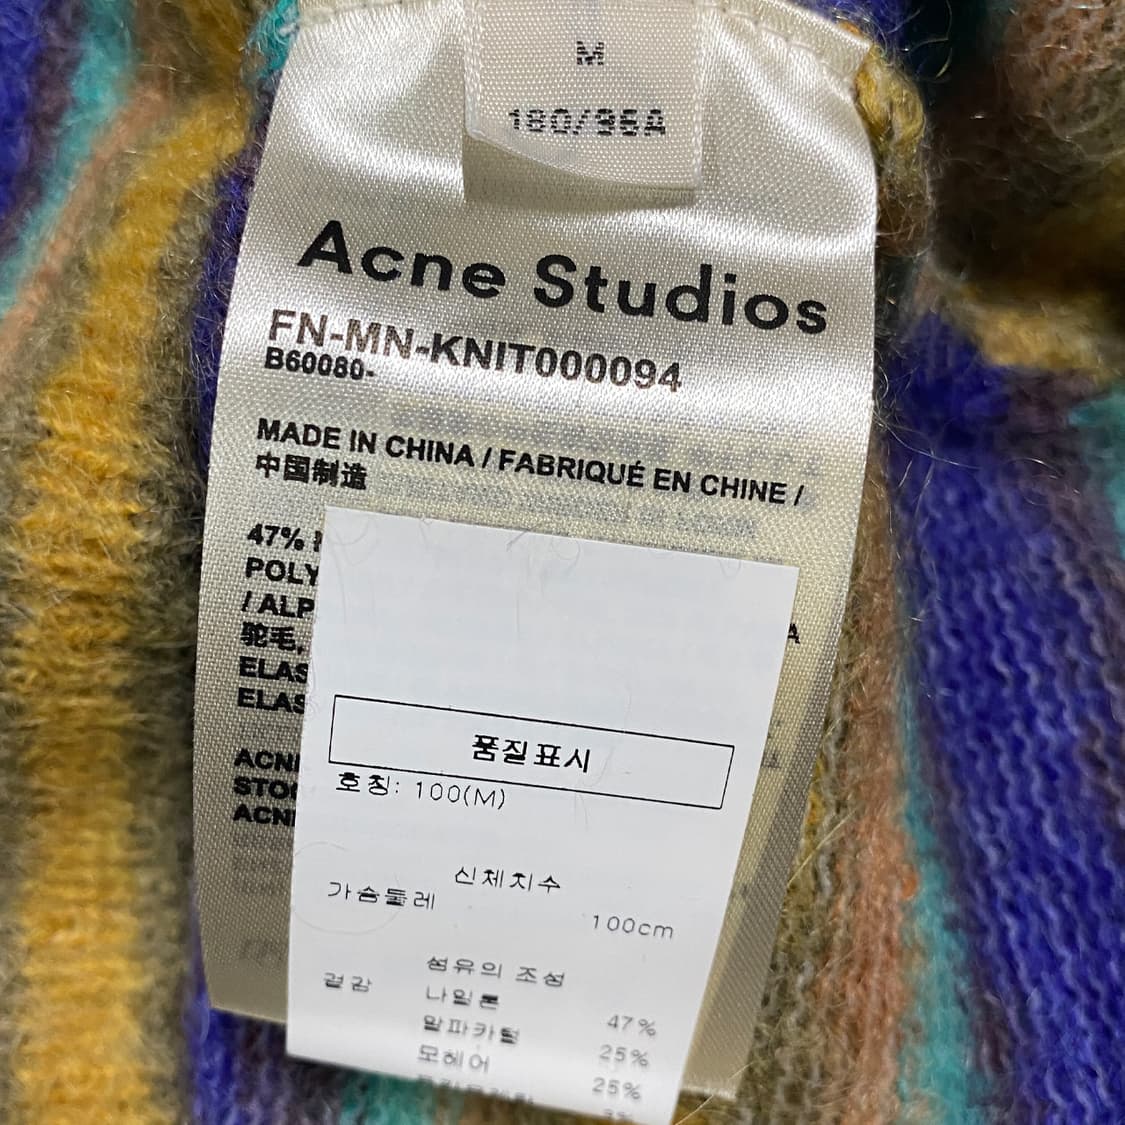 M
180/96A
Acne Studios
FN-MN-KNIT000094
B60080-
MADE IN CHINA / FABRIQUÉ EN CHINE /
中国制造
47%
POLY
/ ALP
驼毛,
ELAS
ELAS
ACN
STO
ACN
품질표시
호칭: 100(M)
신체치수
가슴둘레
100cm
섬유의 조성
겉감
나일론 47%
알파카털 25%
모헤어 25%